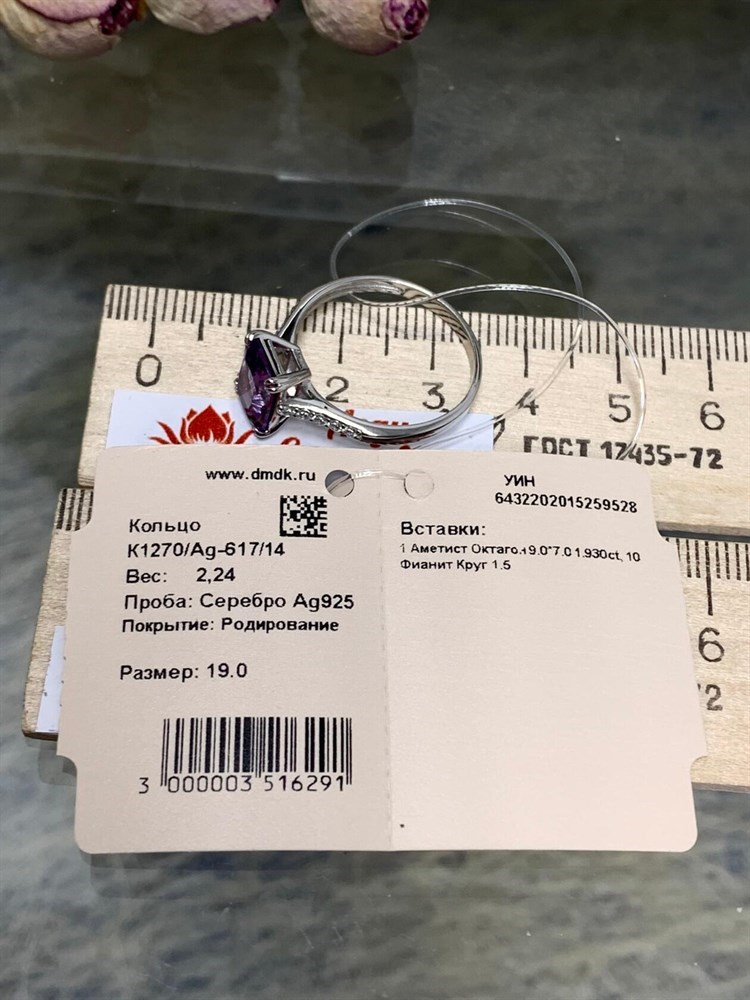 0 2 3 4 5 6
ГОСТ 17435-72
www.dmdk.ru
Кольцо
К1270/Ag-617/14
Вес: 2,24
Проба: Серебро Ag925
Покрытие: Родирование
Размер: 19.0
3 000003 516291
УИН
6432202015259528
Вставки:
1 Аметист 9.0*7.0 1.930ct, 10
Фианит Круг 1.5
6